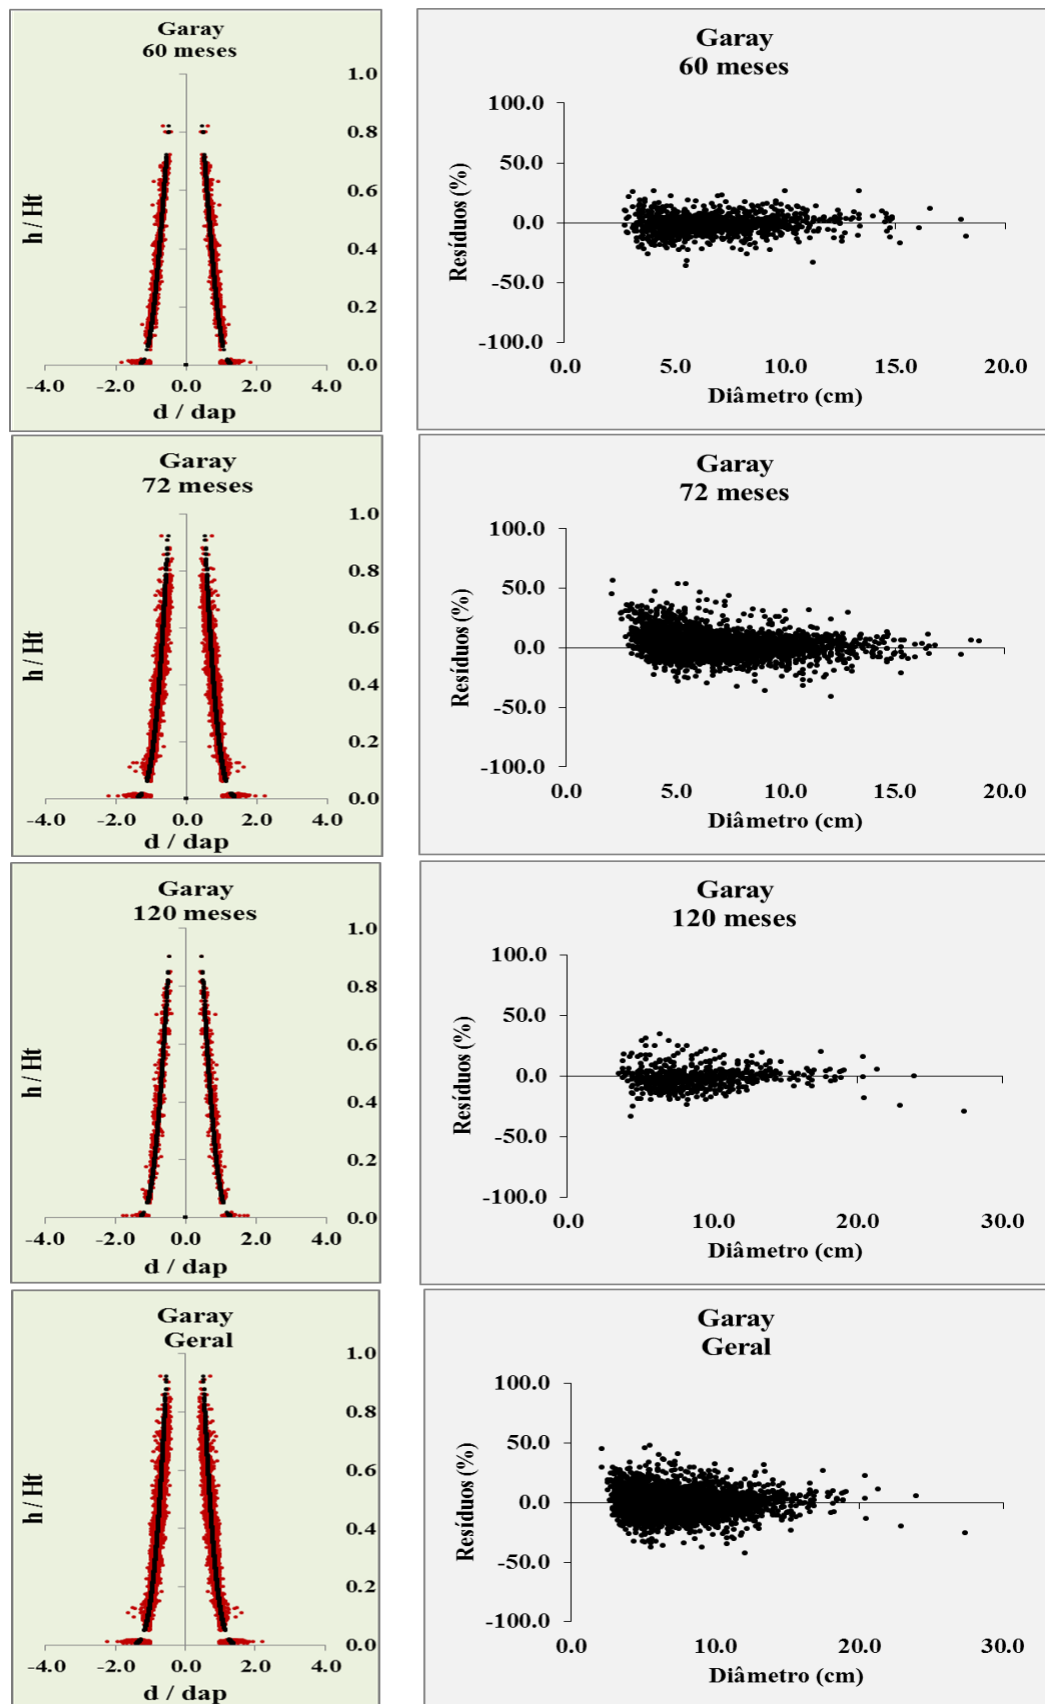 Garay
60 meses
1.0
0.8
0.6
0.4
0.2
0.0
h / Ht
-4.0 -2.0 0.0 2.0 4.0
d / dap
Garay
60 meses
100.0
50.0
0.0
-50.0
-100.0
Resíduos (%)
0.0 5.0 10.0 15.0 20.0
Diâmetro (cm)
Garay
72 meses
1.0
0.8
0.6
0.4
0.2
0.0
h / Ht
-4.0 -2.0 0.0 2.0 4.0
d / dap
Garay
72 meses
100.0
50.0
0.0
-50.0
-100.0
Resíduos (%)
0.0 5.0 10.0 15.0 20.0
Diâmetro (cm)
Garay
120 meses
1.0
0.8
0.6
0.4
0.2
0.0
h / Ht
-4.0 -2.0 0.0 2.0 4.0
d / dap
Garay
120 meses
100.0
50.0
0.0
-50.0
-100.0
Resíduos (%)
0.0 10.0 20.0 30.0
Diâmetro (cm)
Garay
Geral
1.0
0.8
0.6
0.4
0.2
0.0
h / Ht
-4.0 -2.0 0.0 2.0 4.0
d / dap
Garay
Geral
100.0
50.0
0.0
-50.0
-100.0
Resíduos (%)
0.0 10.0 20.0 30.0
Diâmetro (cm)